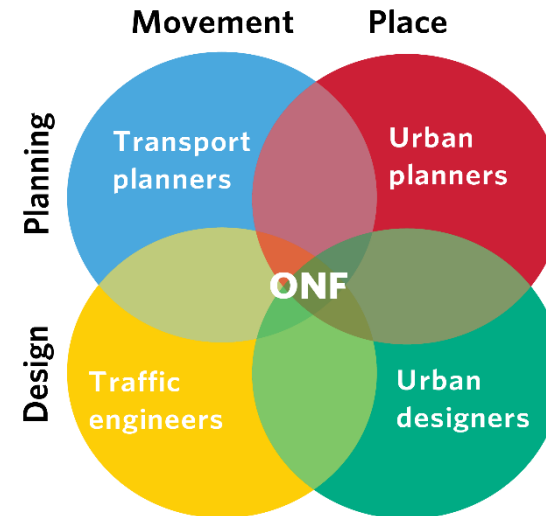 Movement
Place
Planning
Transport
planners
Urban
planners
ONF
Design
Traffic
engineers
Urban
designers